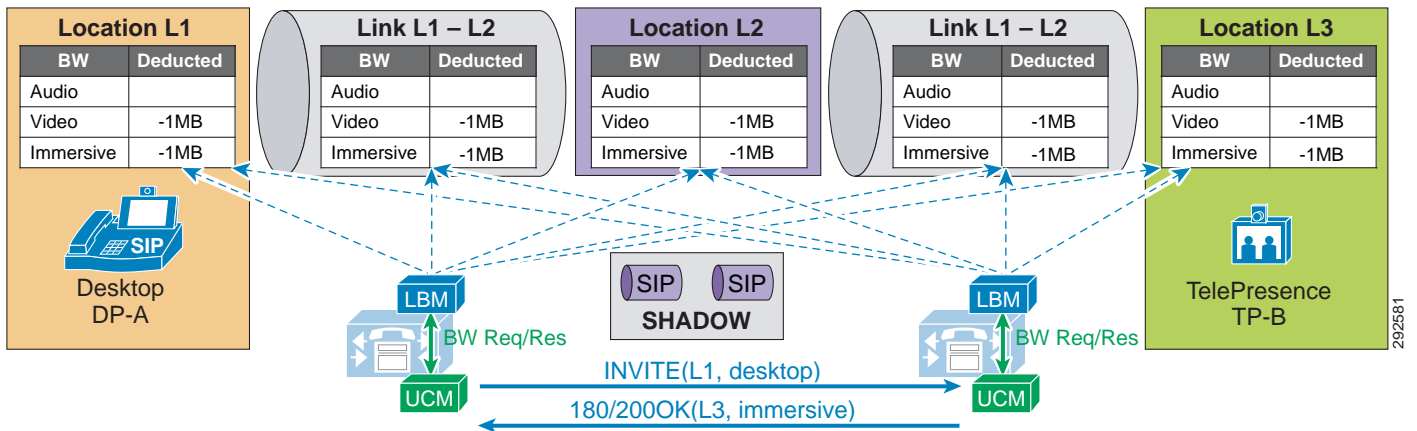 Location L1
BW Deducted
Audio
Video -1MB
Immersive -1MB
SIP
Desktop
DP-A
Link L1 – L2
BW Deducted
Audio
Video -1MB
Immersive -1MB
Location L2
BW Deducted
Audio
Video -1MB
Immersive -1MB
Link L1 – L2
BW Deducted
Audio
Video -1MB
Immersive -1MB
Location L3
BW Deducted
Audio
Video -1MB
Immersive -1MB
TelePresence
TP-B
LBM
BW Req/Res
UCM
SIP SIP
SHADOW
LBM
BW Req/Res
UCM
INVITE(L1, desktop)
180/200OK(L3, immersive)
292581